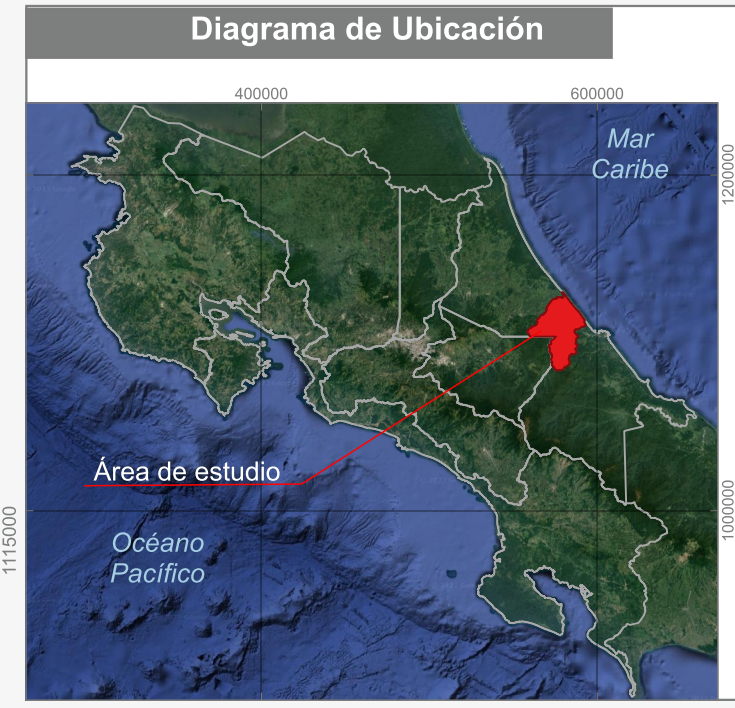 Diagrama de Ubicación
400000
600000
Mar
Caribe
1200000
Área de estudio
Océano
Pacífico
1115000
1000000